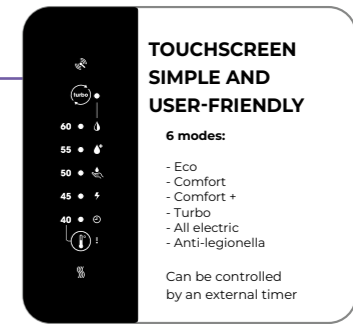 TOUCHSCREEN
SIMPLE AND
USER-FRIENDLY
6 modes:
- Eco
- Comfort
- Comfort +
- Turbo
- All electric
- Anti-legionella
Can be controlled
by an external timer
turbo
60
55
50
45
40
!